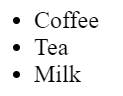 • Coffee
• Tea
• Milk